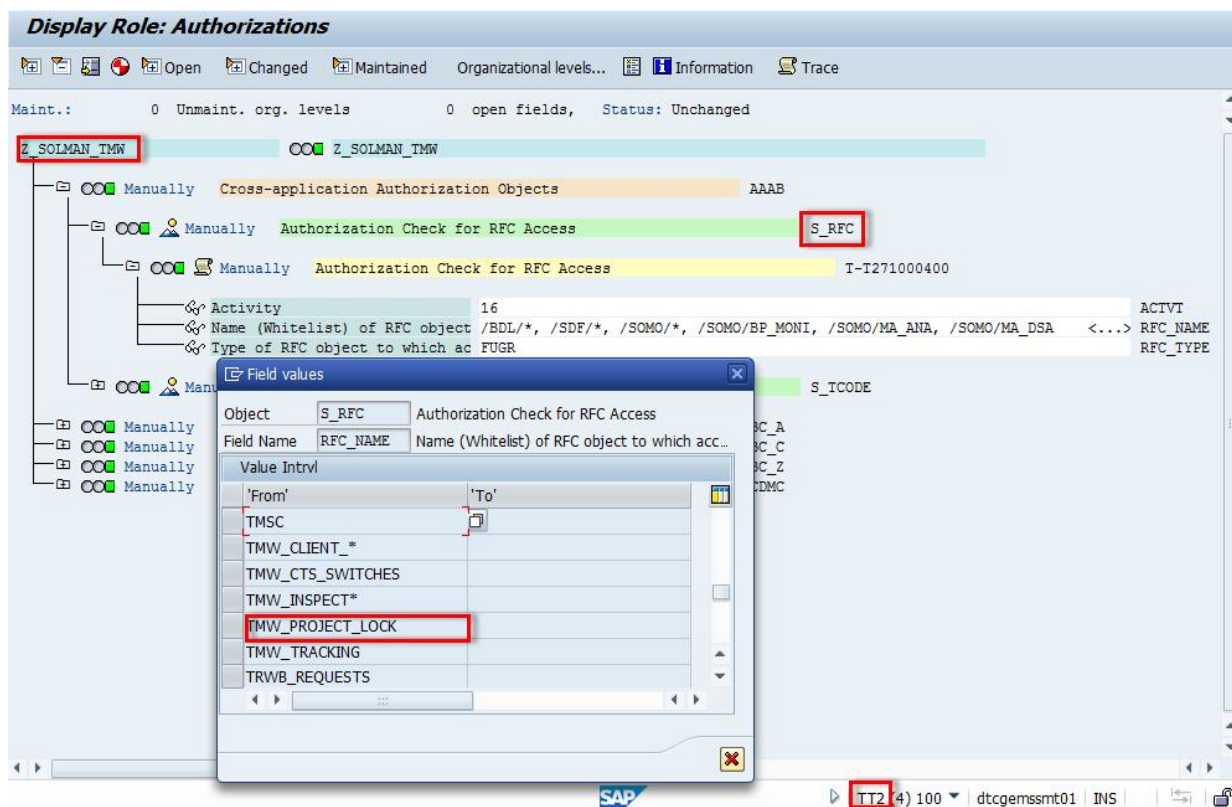 Display Role: Authorizations
Open Changed Maintained Organizational levels... Information Trace
Maint.: 0 Unmaint. org. levels 0 open fields, Status: Unchanged
Z_SOLMAN_TMW Z_SOLMAN_TMW
Manually Cross-application Authorization Objects AAAB
Manually Authorization Check for RFC Access S_RFC
Manually Authorization Check for RFC Access T-T271000400
Activity 16 ACTVT
Name (Whitelist) of RFC object /BDL/*, /SDF/*, /SOMO/*, /SOMO/BP_MONI, /SOMO/MA_ANA, /SOMO/MA_DSA <...> RFC_NAME
Type of RFC object to which ac FUGR RFC_TYPE
Field values
Manu S_TCODE
Object S_RFC Authorization Check for RFC Access
Manually BC_A
Field Name RFC_NAME Name (Whitelist) of RFC object to which acc...
Manually BC_C
Manually BC_Z
Value Intrvl
Manually CDMC
'From' 'To'
TMSC
TMW_CLIENT_*
TMW_CTS_SWITCHES
TMW_INSPECT*
TMW_PROJECT_LOCK
TMW_TRACKING
TRWB_REQUESTS
SAP TT2 (4) 100 dtcgemssmt01 INS